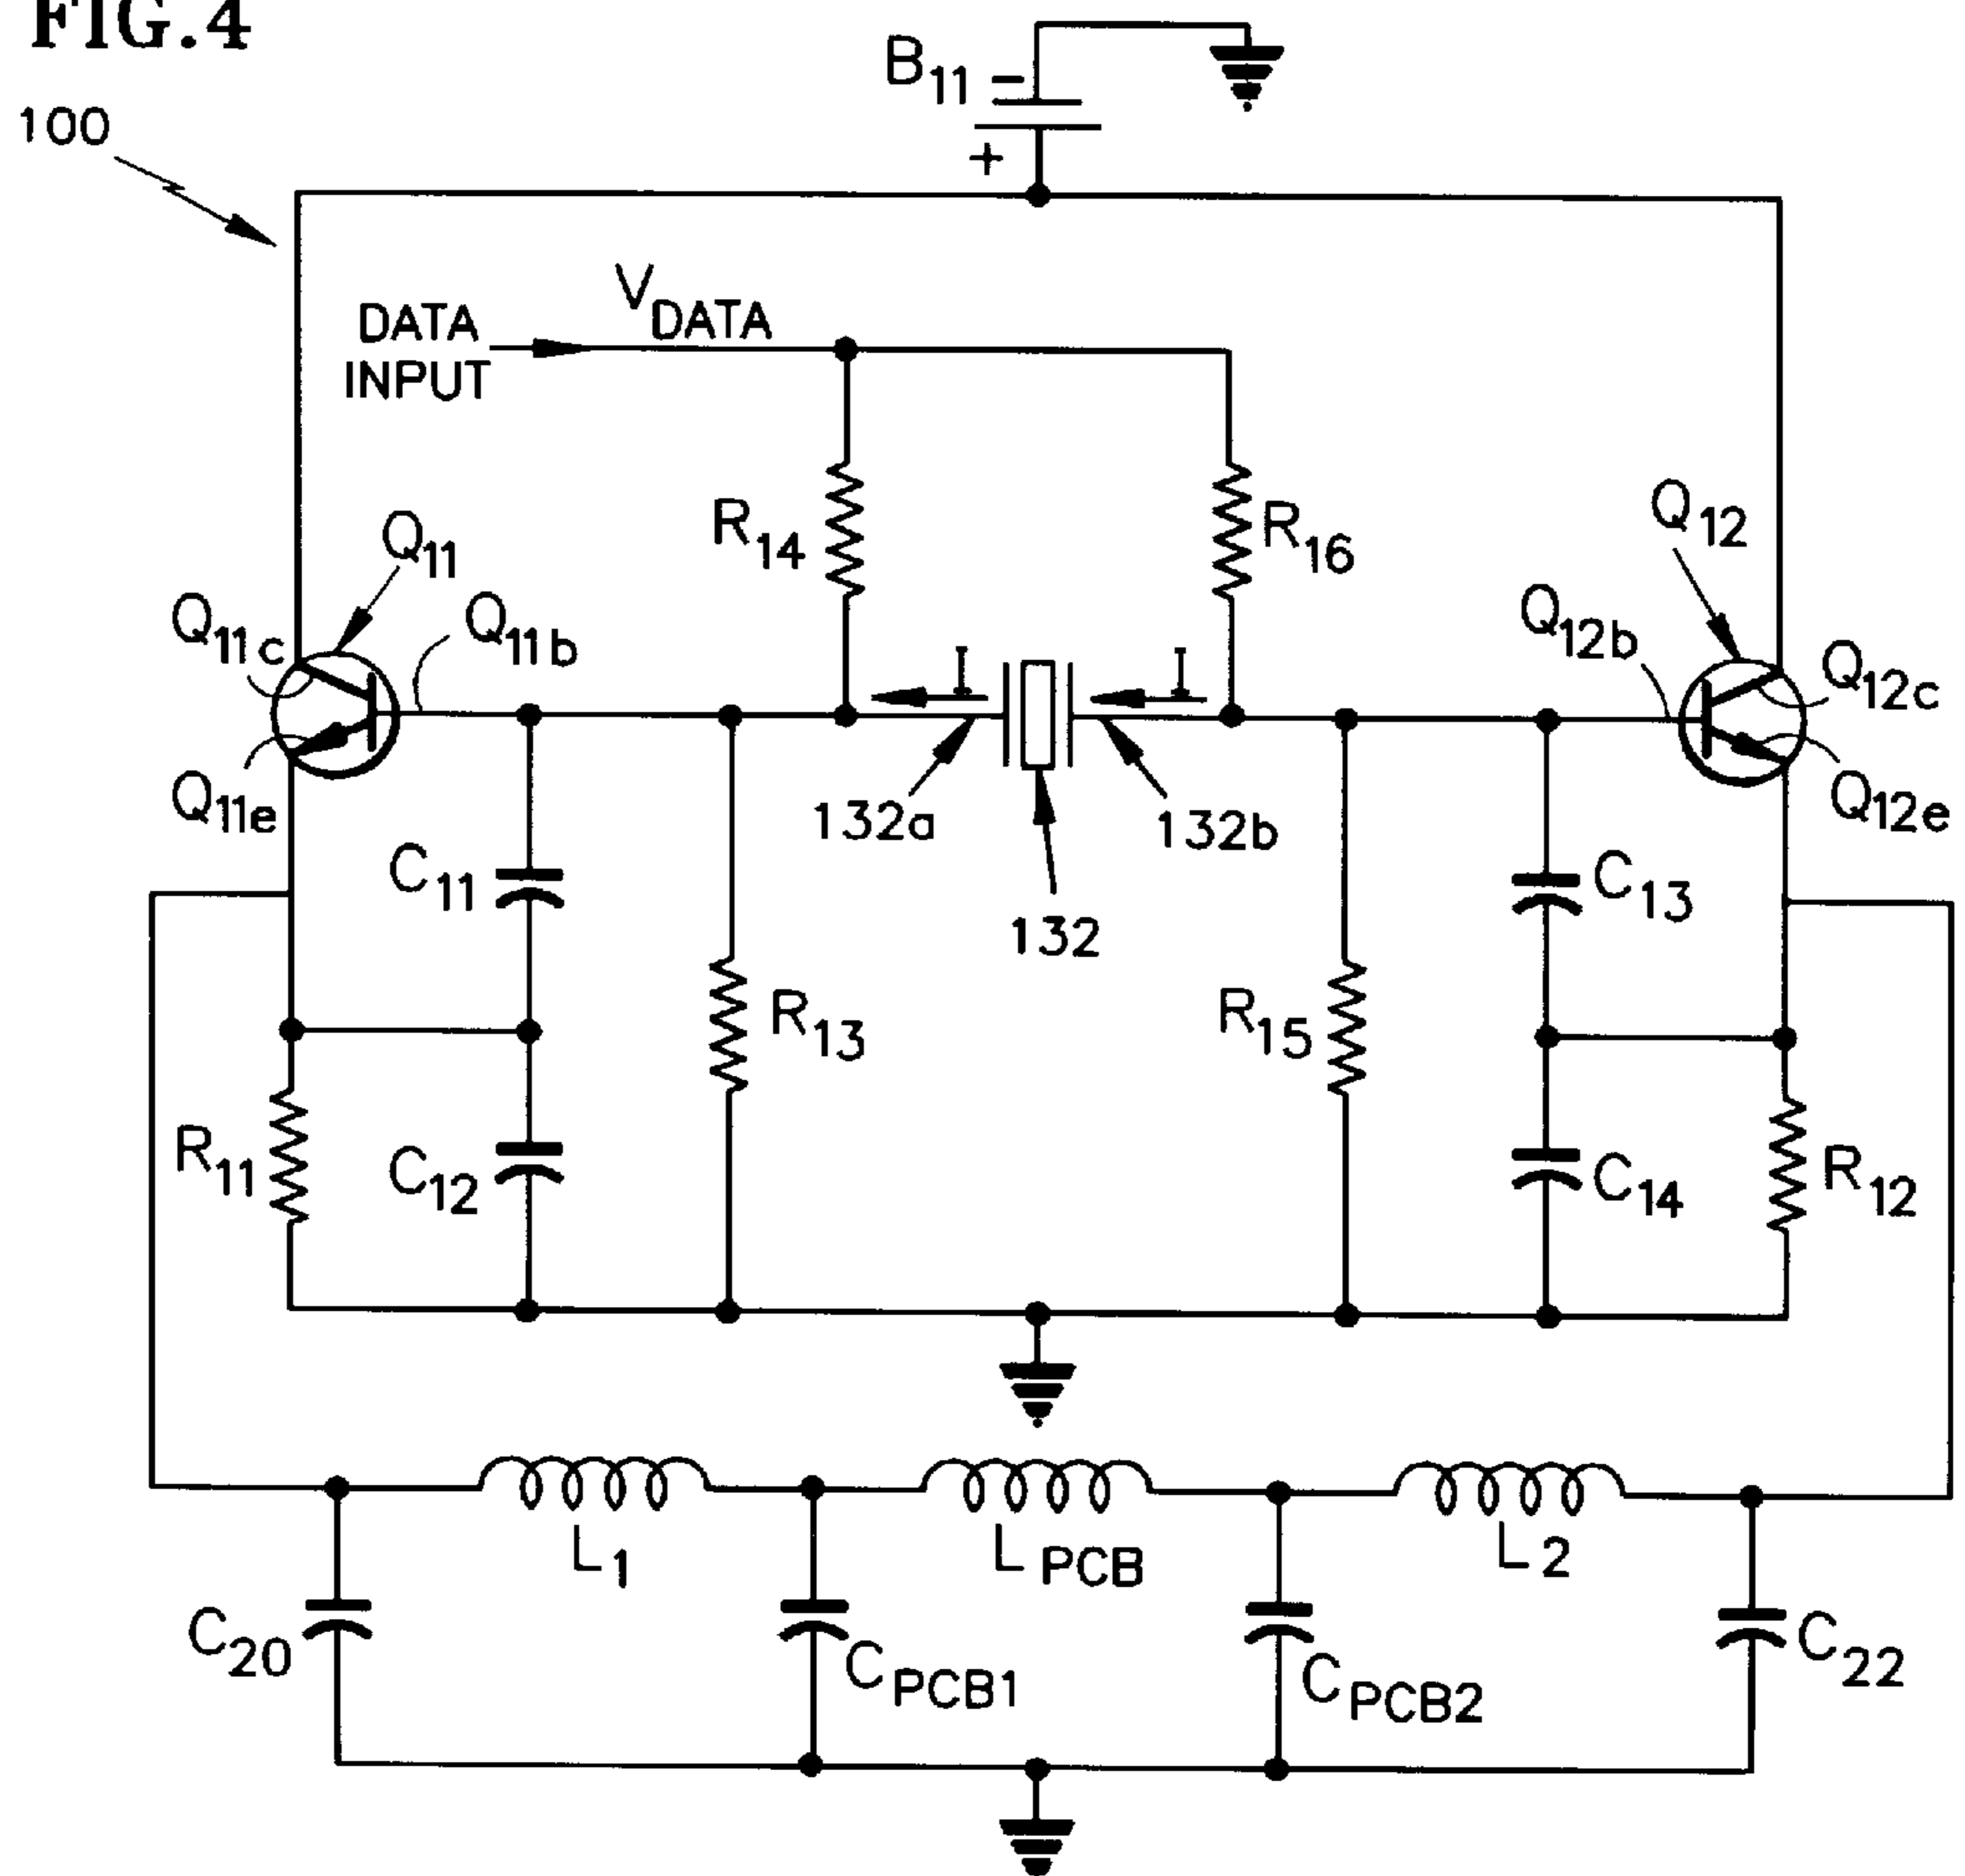 FIG.4
100
B11 −
+
VDATA
DATA
INPUT
R14
R16
Q11
Q12
Q11c
Q11b
Q12b
Q12c
I
I
Q11e
132a
132b
Q12e
C11
C13
132
R13
R15
R11
C12
C14
R12
L1
LPCB
L2
C20
CPCB1
CPCB2
C22